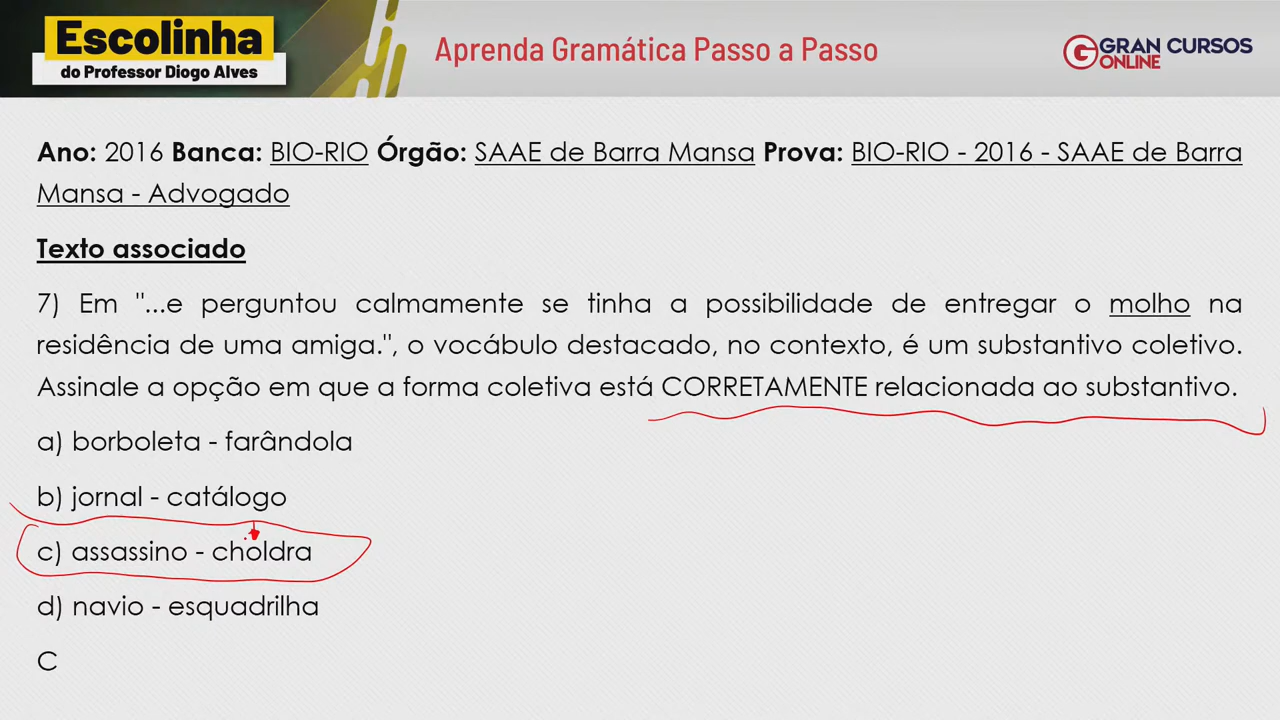 Escolinha
do Professor Diogo Alves
Aprenda Gramática Passo a Passo
GRAN CURSOS
ONLINE
Ano: 2016 Banca: BIO-RIO Órgão: SAAE de Barra Mansa Prova: BIO-RIO - 2016 - SAAE de Barra
Mansa - Advogado
Texto associado
7) Em "...e perguntou calmamente se tinha a possibilidade de entregar o molho na
residência de uma amiga.", o vocábulo destacado, no contexto, é um substantivo coletivo.
Assinale a opção em que a forma coletiva está CORRETAMENTE relacionada ao substantivo.
a) borboleta - farândola
b) jornal - catálogo
c) assassino - choldra
d) navio - esquadrilha
C